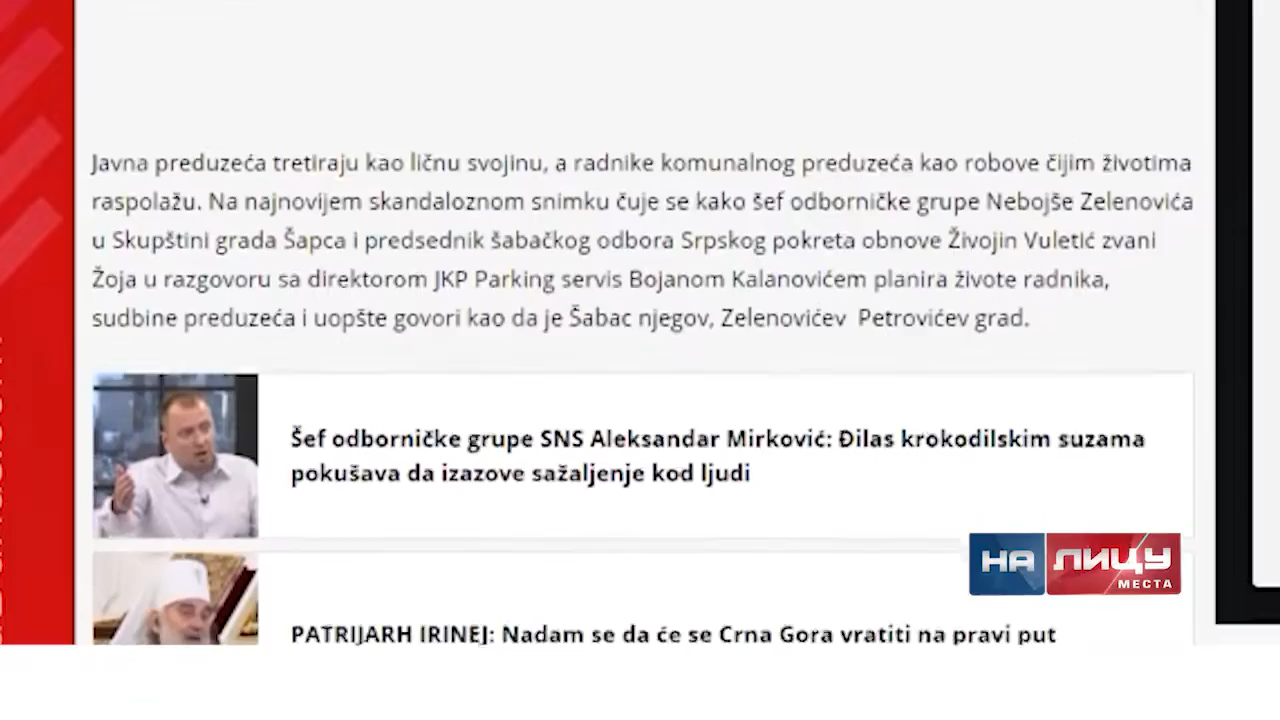 Javna preduzeća tretiraju kao ličnu svojinu, a radnike komunalnog preduzeća kao robove čijim životima
raspolažu. Na najnovijem skandaloznom snimku čuje se kako šef odborničke grupe Nebojše Zelenovića
u Skupštini grada Šapca i predsednik šabačkog odbora Srpskog pokreta obnove Živojin Vuletić zvani
Žoja u razgovoru sa direktorom JKP Parking servis Bojanom Kalanovićem planira živote radnika,
sudbine preduzeća i uopšte govori kao da je Šabac njegov, Zelenovićev Petrovićev grad.
Šef odborničke grupe SNS Aleksandar Mirković: Đilas krokodilskim suzama
pokušava da izazove sažaljenje kod ljudi
НА ЛИЦУ
МЕСТА
PATRIJARH IRINEJ: Nadam se da će se Crna Gora vratiti na pravi put